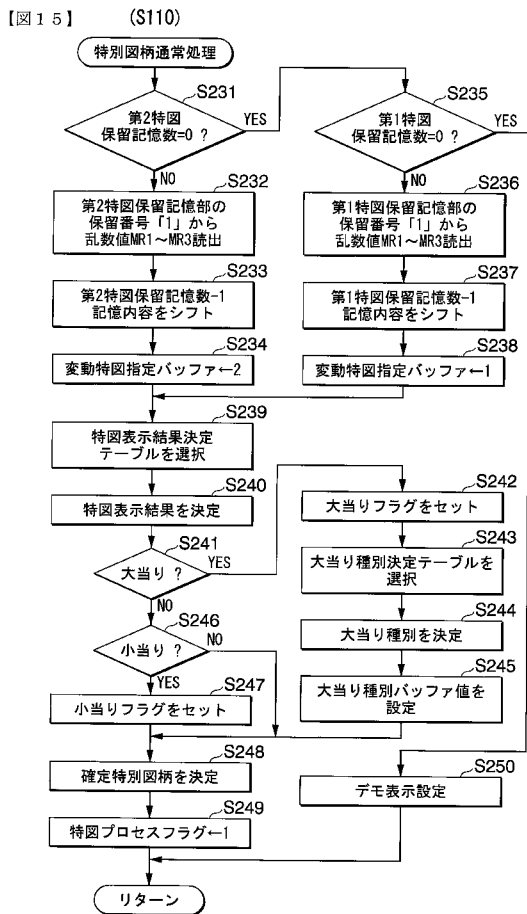 【図15】 (S110)
特別図柄通常処理
S231
第2特図
保留記憶数=0 ?
YES
NO
S232
第2特図保留記憶部の
保留番号「1」から
乱数値MR1～MR3読出
S233
第2特図保留記憶数-1
記憶内容をシフト
S234
変動特図指定バッファ←2
S235
第1特図
保留記憶数=0 ?
YES
NO
S236
第1特図保留記憶部の
保留番号「1」から
乱数値MR1～MR3読出
S237
第1特図保留記憶数-1
記憶内容をシフト
S238
変動特図指定バッファ←1
S239
特図表示結果決定
テーブルを選択
S240
特図表示結果を決定
S241
大当り ?
YES
NO
S242
大当りフラグをセット
S243
大当り種別決定テーブルを
選択
S244
大当り種別を決定
S245
大当り種別バッファ値を
設定
S246
小当り ?
NO
YES
S247
小当りフラグをセット
S248
確定特別図柄を決定
S249
特図プロセスフラグ←1
S250
デモ表示設定
リターン